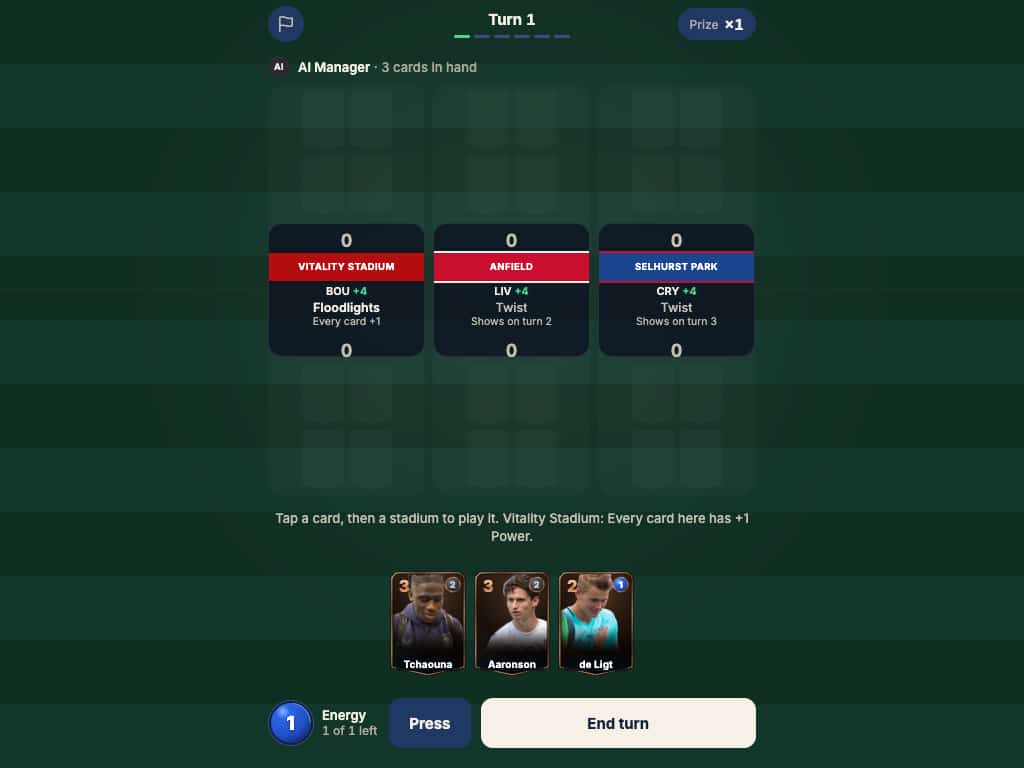 Turn 1
Prize ×1
AI AI Manager · 3 cards in hand
0 0 0
VITALITY STADIUM ANFIELD SELHURST PARK
BOU +4 LIV +4 CRY +4
Floodlights Twist Twist
Every card +1 Shows on turn 2 Shows on turn 3
0 0 0
Tap a card, then a stadium to play it. Vitality Stadium: Every card here has +1
Power.
3 2 3 2 2 1
Tchaouna Aaronson de Ligt
1 Energy
1 of 1 left
Press End turn